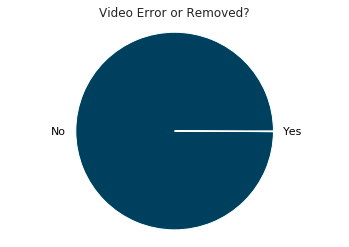 Video Error or Removed?
No
Yes